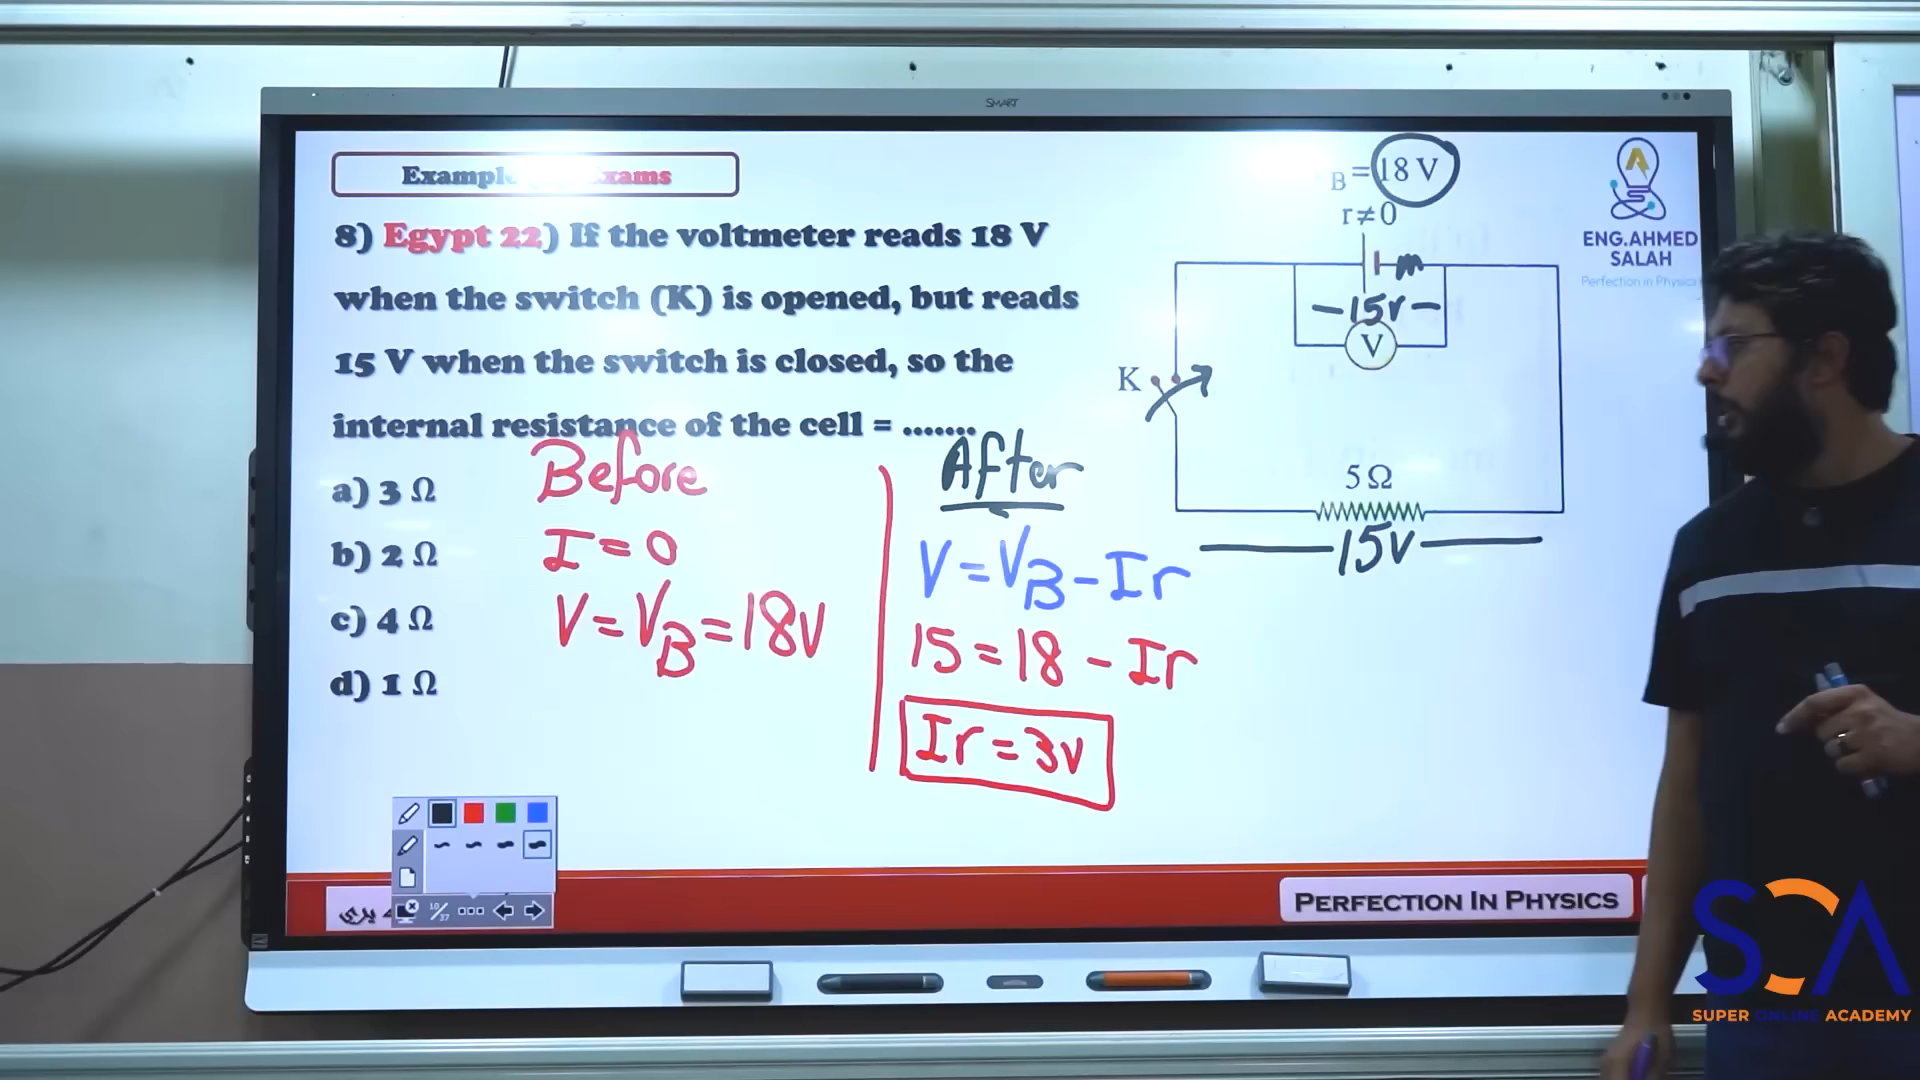 SMART
Exams
8) Egypt 22) If the voltmeter reads 18 V
when the switch (K) is opened, but reads
15 V when the switch is closed, so the
internal resistance of the cell = .......
a) 3 Ω
b) 2 Ω
c) 4 Ω
d) 1 Ω
Before
I = 0
V = VB = 18V
After
V = VB - Ir
15 = 18 - Ir
Ir = 3V
B = 18 V
r≠0
15V
V
K
5 Ω
15V
ENG.AHMED
SALAH
Perfection in Physics
10/37
PERFECTION IN PHYSICS
SCA
SUPER ONLINE ACADEMY